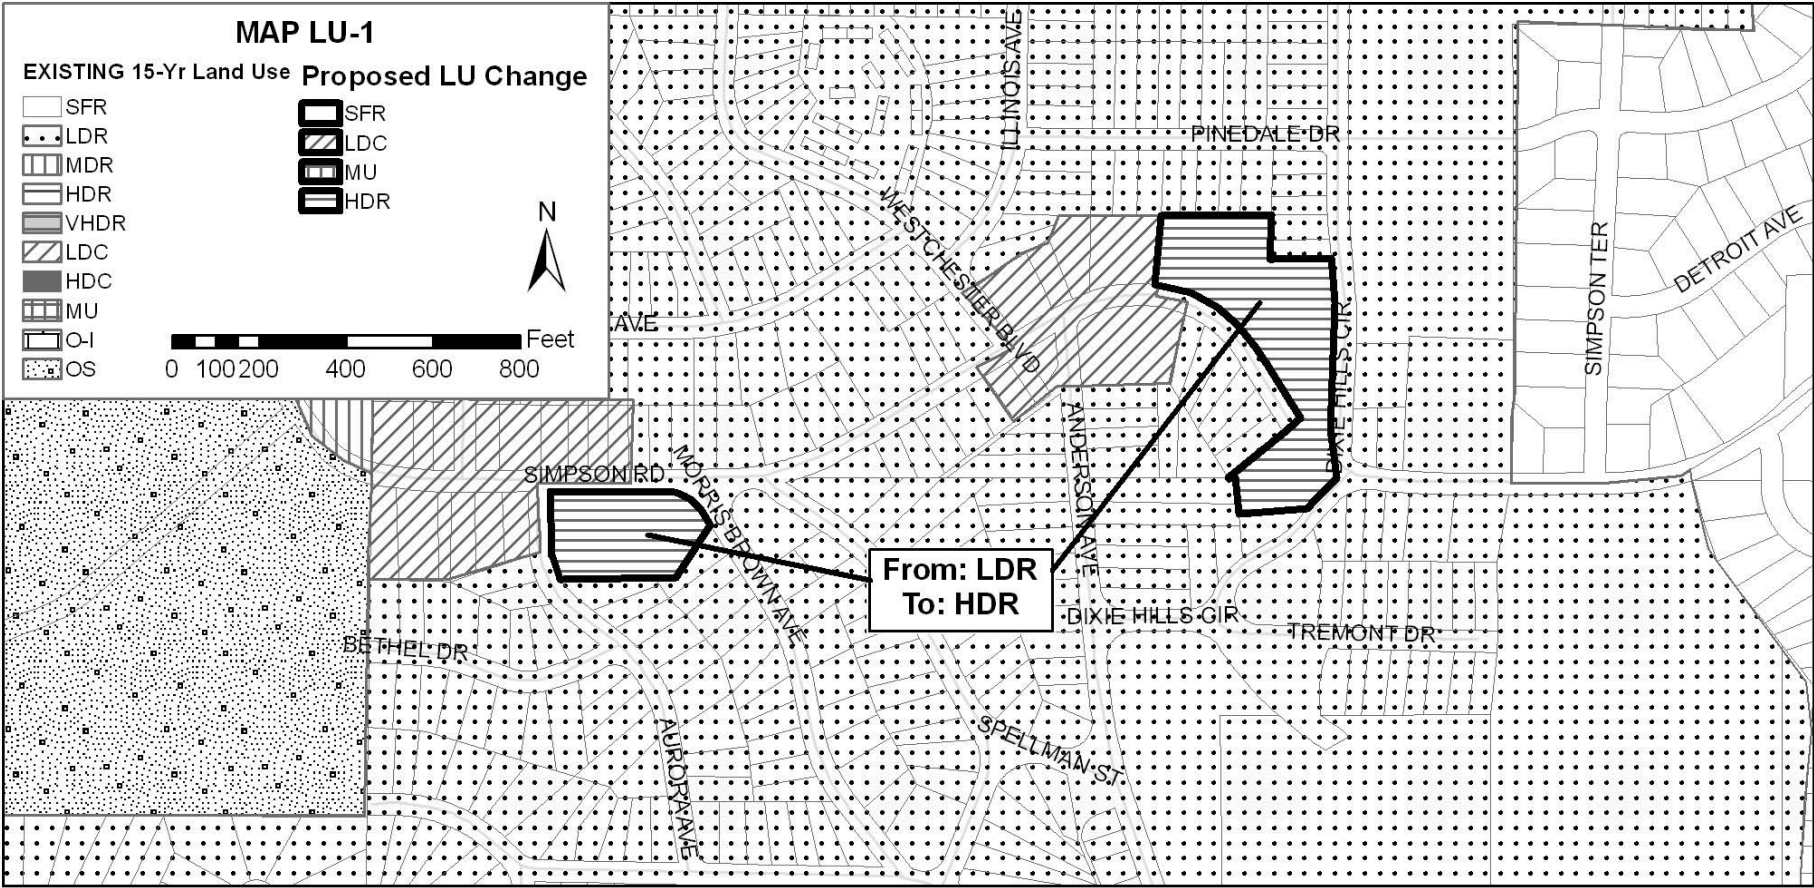 MAP LU-1
EXISTING 15-Yr Land Use
SFR
LDR
MDR
HDR
VHDR
LDC
HDC
MU
O-I
OS
Proposed LU Change
SFR
LDC
MU
HDR
N
Feet
0 100 200 400 600 800
ILLINOIS AVE
PINEDALE DR
WESTCHESTER BLVD
AVE
SIMPSON TER
DETROIT AVE
DIXIE HILLS CIR
SIMPSON RD
MORRIS BROWN AVE
ANDERSON AVE
From: LDR
To: HDR
DIXIE HILLS CIR
TREMONT DR
BETHEL DR
AURORA AVE
SPELLMAN ST